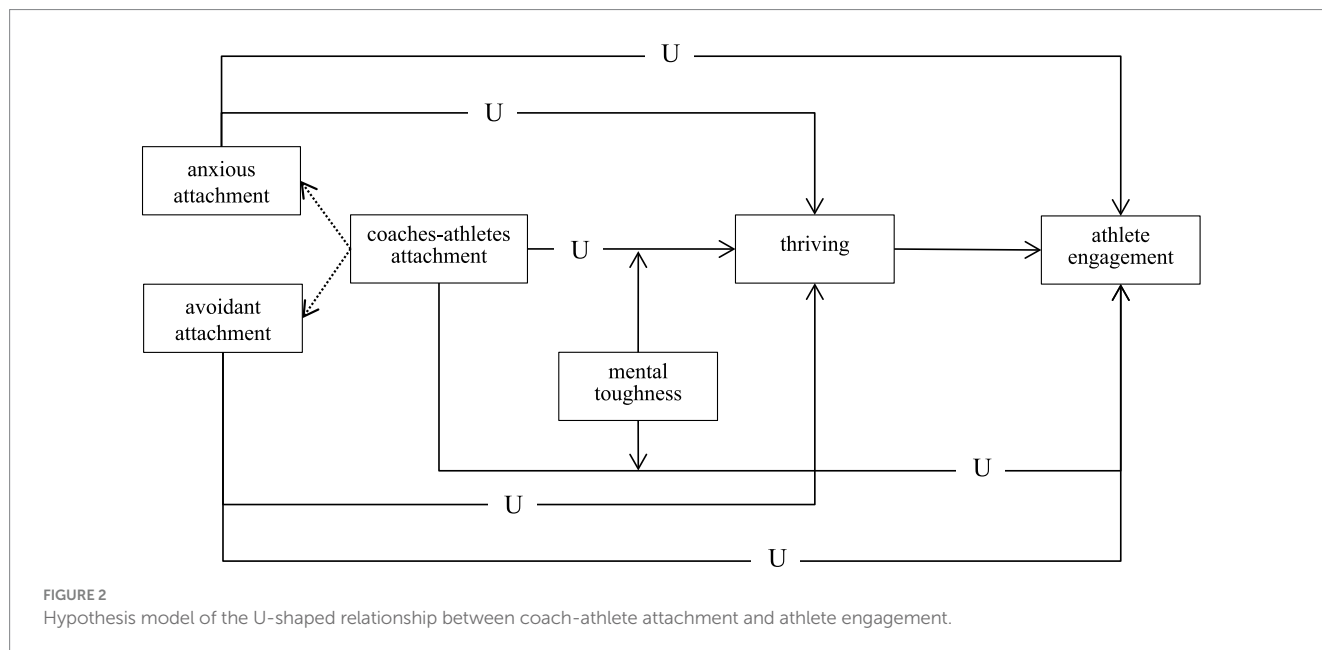 U
U
anxious
attachment
coaches-athletes
attachment
U
thriving
athlete
engagement
avoidant
attachment
mental
toughness
U
U
U
FIGURE 2
Hypothesis model of the U-shaped relationship between coach-athlete attachment and athlete engagement.